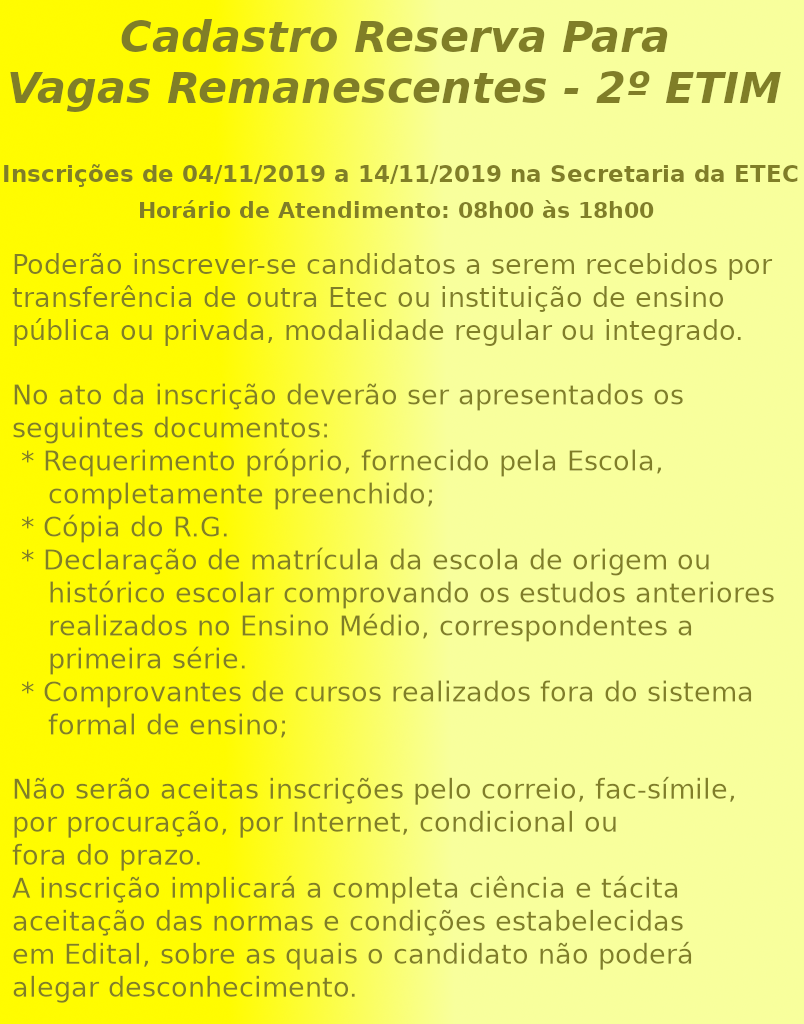 Cadastro Reserva Para
Vagas Remanescentes - 2º ETIM
Inscrições de 04/11/2019 a 14/11/2019 na Secretaria da ETEC
Horário de Atendimento: 08h00 às 18h00
Poderão inscrever-se candidatos a serem recebidos por
transferência de outra Etec ou instituição de ensino
pública ou privada, modalidade regular ou integrado.
No ato da inscrição deverão ser apresentados os
seguintes documentos:
* Requerimento próprio, fornecido pela Escola,
completamente preenchido;
* Cópia do R.G.
* Declaração de matrícula da escola de origem ou
histórico escolar comprovando os estudos anteriores
realizados no Ensino Médio, correspondentes a
primeira série.
* Comprovantes de cursos realizados fora do sistema
formal de ensino;
Não serão aceitas inscrições pelo correio, fac-símile,
por procuração, por Internet, condicional ou
fora do prazo.
A inscrição implicará a completa ciência e tácita
aceitação das normas e condições estabelecidas
em Edital, sobre as quais o candidato não poderá
alegar desconhecimento.